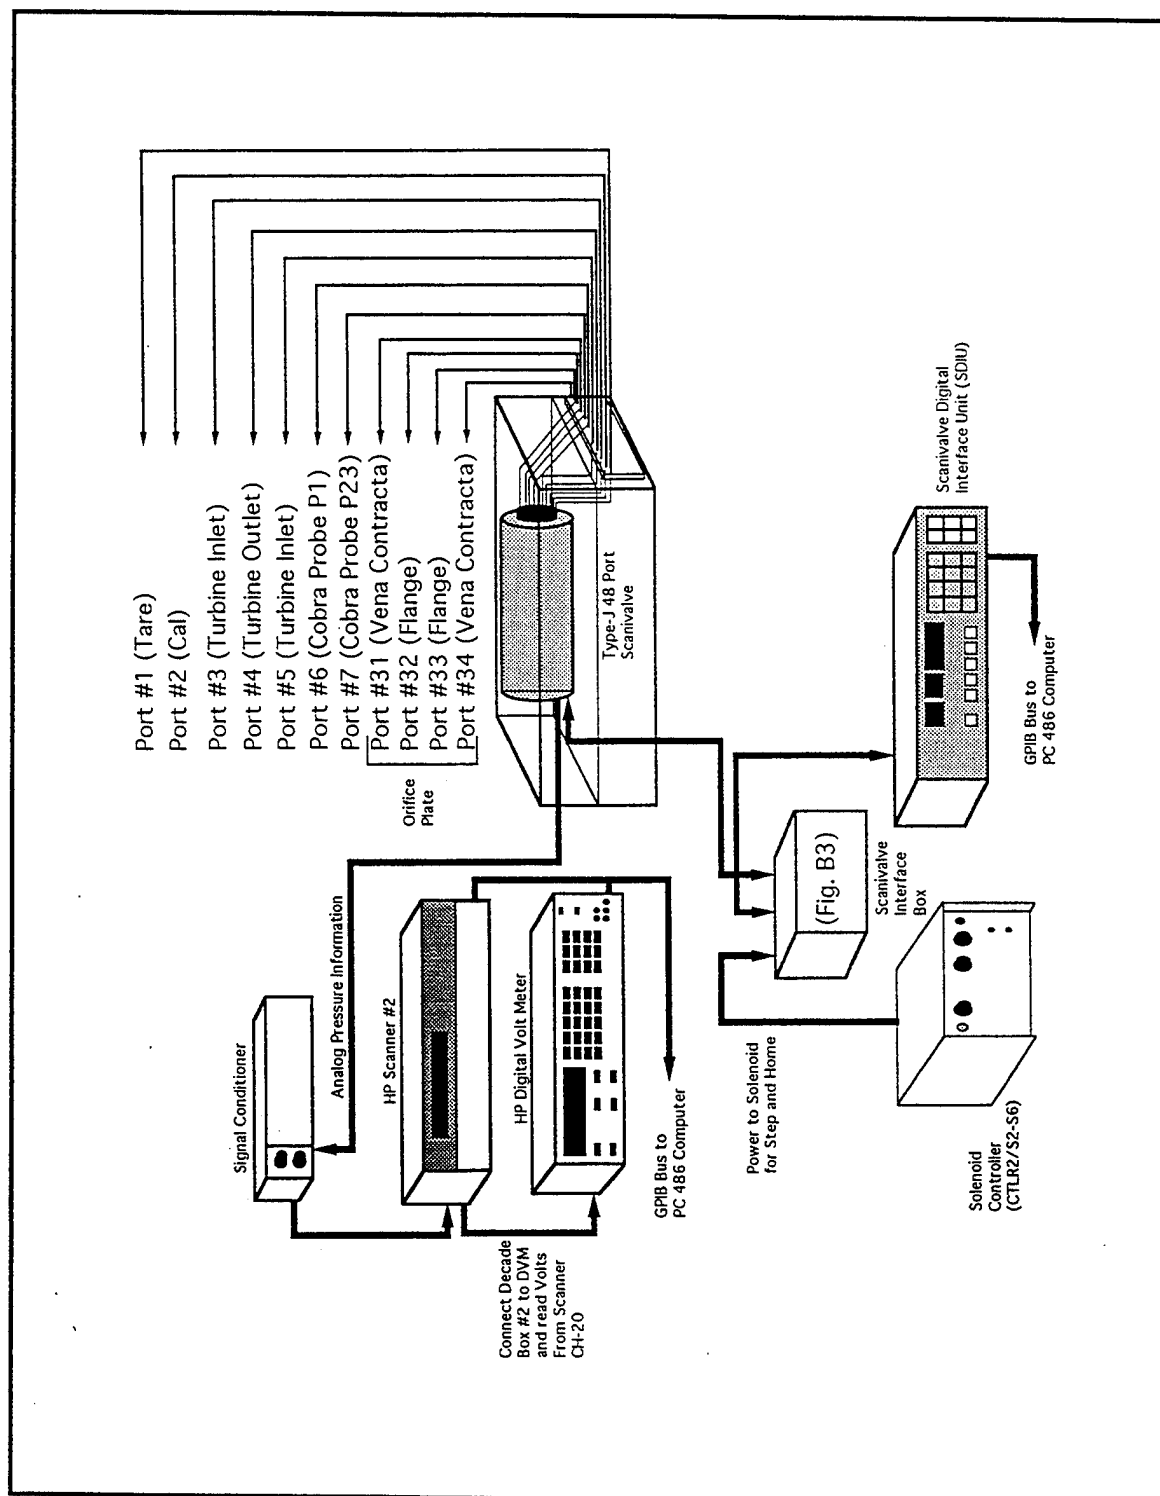 Port #1 (Tare)
Port #2 (Cal)
Port #3 (Turbine Inlet)
Port #4 (Turbine Outlet)
Port #5 (Turbine Inlet)
Port #6 (Cobra Probe P1)
Port #7 (Cobra Probe P23)
Port #31 (Vena Contracta)
Port #32 (Flange)
Port #33 (Flange)
Port #34 (Vena Contracta)
Orifice
Plate
Type-J 48 Port
Scanivalve
Signal Conditioner
Analog Pressure Information
HP Scanner #2
HP Digital Volt Meter
Connect Decade
Box #2 to DVM
and read Volts
From Scanner
CH-20
GPIB Bus to
PC 486 Computer
Power to Solenoid
for Step and Home
(Fig. B3)
Scanivalve
Interface
Box
Solenoid
Controller
(CTLR2/S2-S6)
Scanivalve Digital
Interface Unit (SDIU)
GPIB Bus to
PC 486 Computer